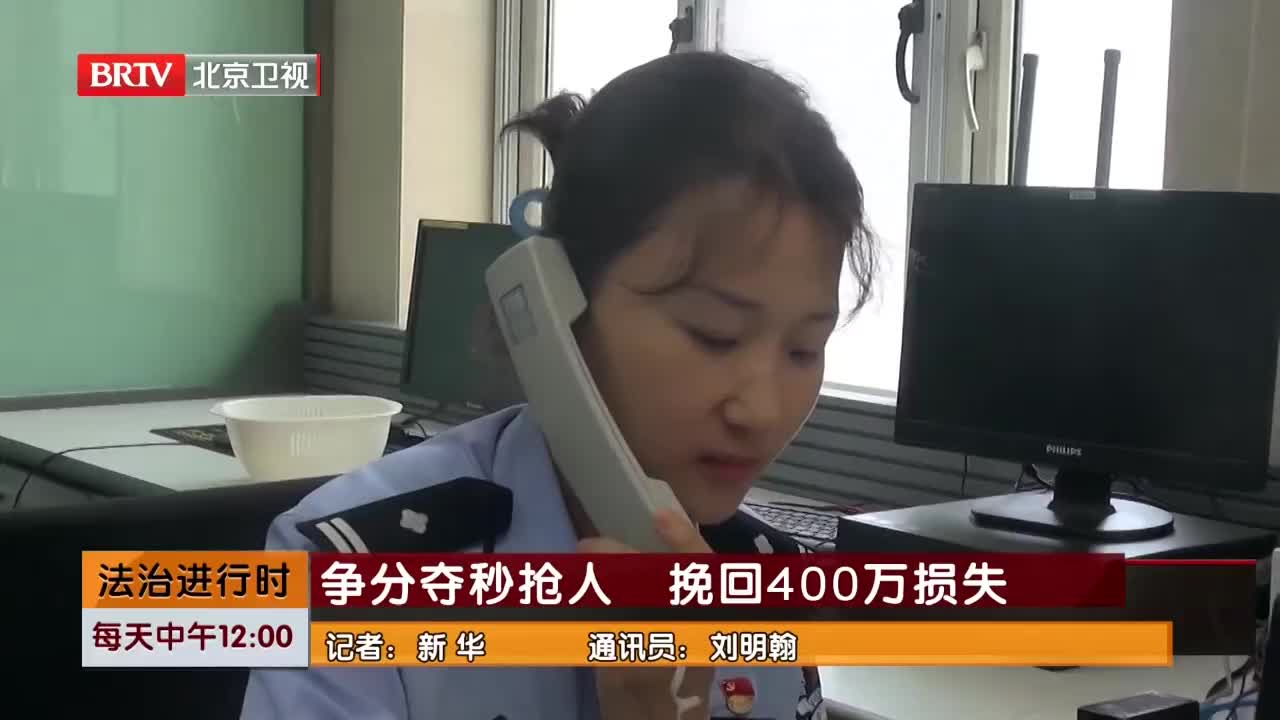 BRTV 北京卫视
PHILIPS
法治进行时
争分夺秒抢人 挽回400万损失
每天中午12:00
记者：新 华 通讯员：刘明翰